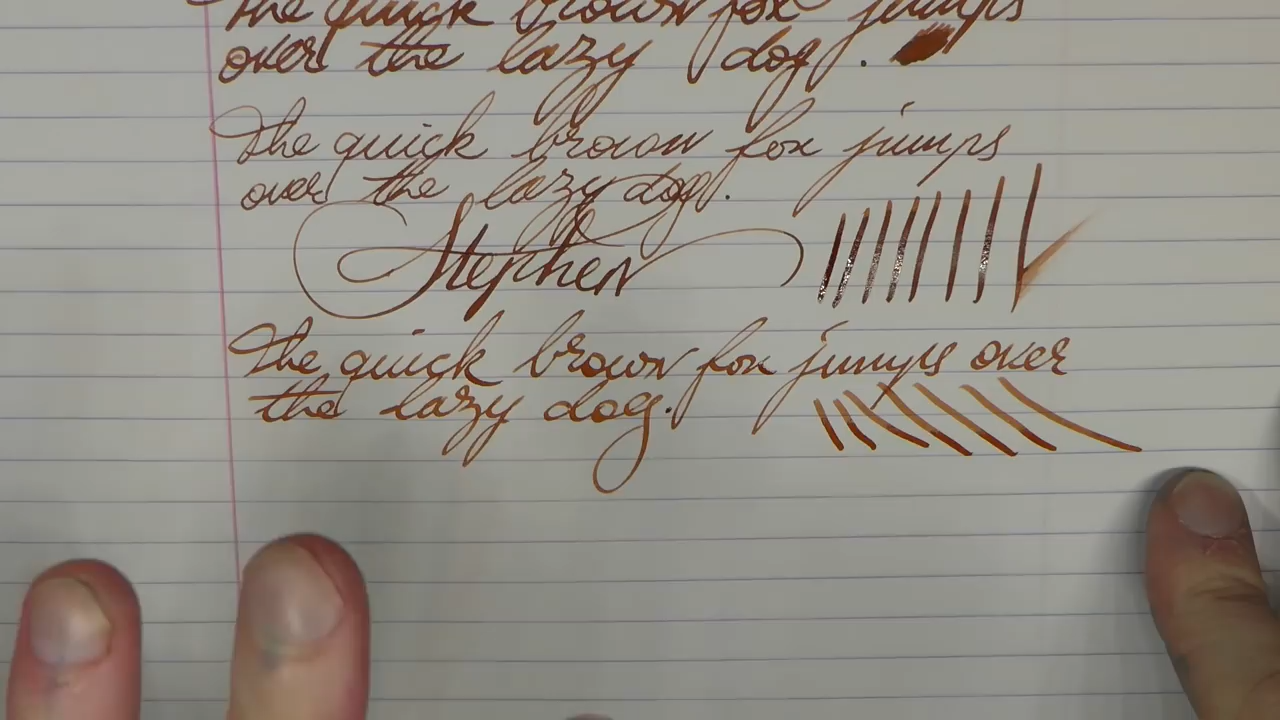 The quick brown fox jumps
over the lazy dog.
The quick brown fox jumps
over the lazy dog.
Stephen
The quick brown fox jumps over
the lazy dog.